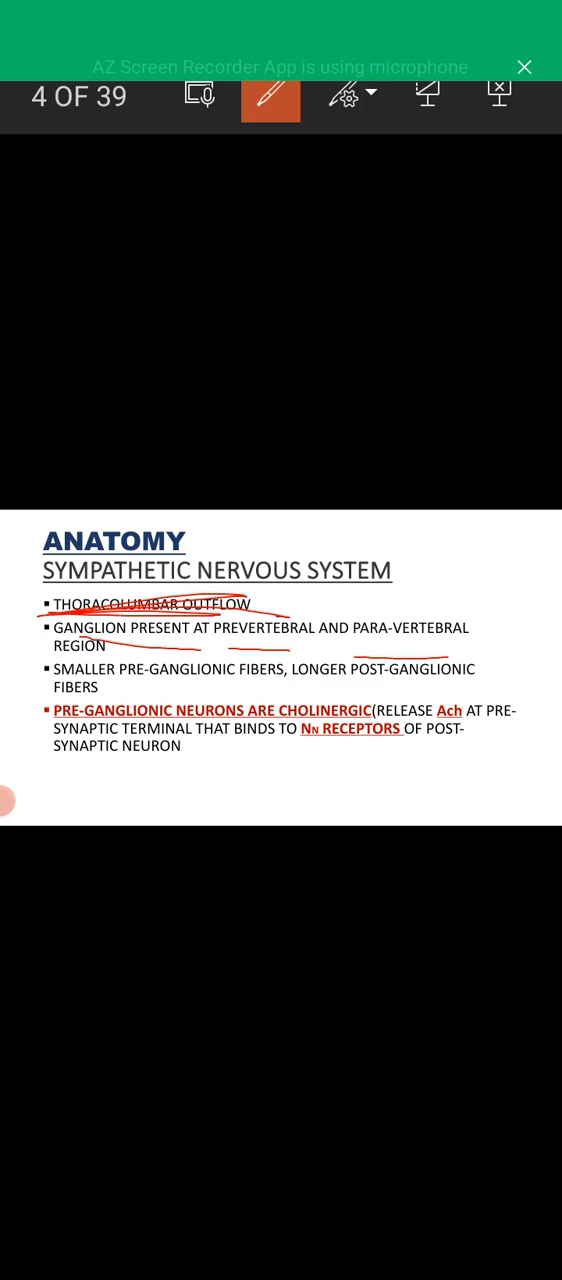 AZ Screen Recorder App is using microphone
4 OF 39
ANATOMY
SYMPATHETIC NERVOUS SYSTEM
▪ THORACOLUMBAR OUTFLOW
▪ GANGLION PRESENT AT PREVERTEBRAL AND PARA-VERTEBRAL
REGION
▪ SMALLER PRE-GANGLIONIC FIBERS, LONGER POST-GANGLIONIC
FIBERS
▪ PRE-GANGLIONIC NEURONS ARE CHOLINERGIC(RELEASE Ach AT PRE-
SYNAPTIC TERMINAL THAT BINDS TO NN RECEPTORS OF POST-
SYNAPTIC NEURON